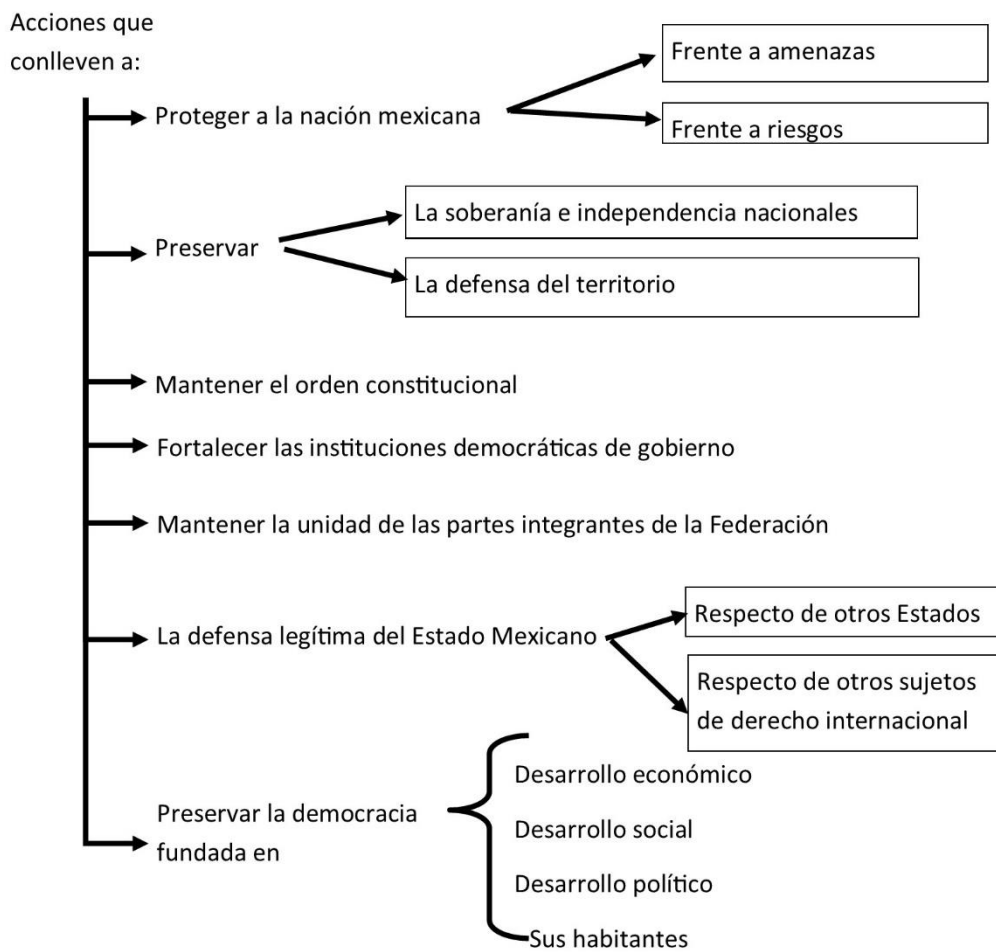 Acciones que
conlleven a:
Frente a amenazas
Proteger a la nación mexicana
Frente a riesgos
La soberanía e independencia nacionales
Preservar
La defensa del territorio
Mantener el orden constitucional
Fortalecer las instituciones democráticas de gobierno
Mantener la unidad de las partes integrantes de la Federación
La defensa legítima del Estado Mexicano
Respecto de otros Estados
Respecto de otros sujetos
de derecho internacional
Preservar la democracia
fundada en
Desarrollo económico
Desarrollo social
Desarrollo político
Sus habitantes